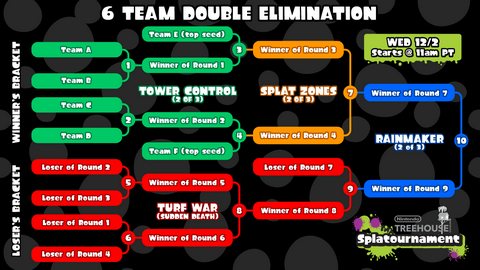 6 TEAM DOUBLE ELIMINATION
WINNER'S BRACKET
Team A
Team B
Team C
Team D
1
2
Team E (top seed)
Winner of Round 1
TOWER CONTROL
(2 OF 3)
Winner of Round 2
Team F (top seed)
3
4
Winner of Round 3
SPLAT ZONES
(2 OF 3)
Winner of Round 4
7
WED 12/2
Starts @ 11am PT
Winner of Round 7
RAINMAKER
(2 of 3)
10
LOSER'S BRACKET
Loser of Round 2
Loser of Round 3
Loser of Round 1
Loser of Round 4
5
6
Winner of Round 5
TURF WAR
(SUDDEN DEATH)
Winner of Round 6
8
Loser of Round 7
Winner of Round 8
9
Winner of Round 9
Nintendo
TREEHOUSE
Splatournament